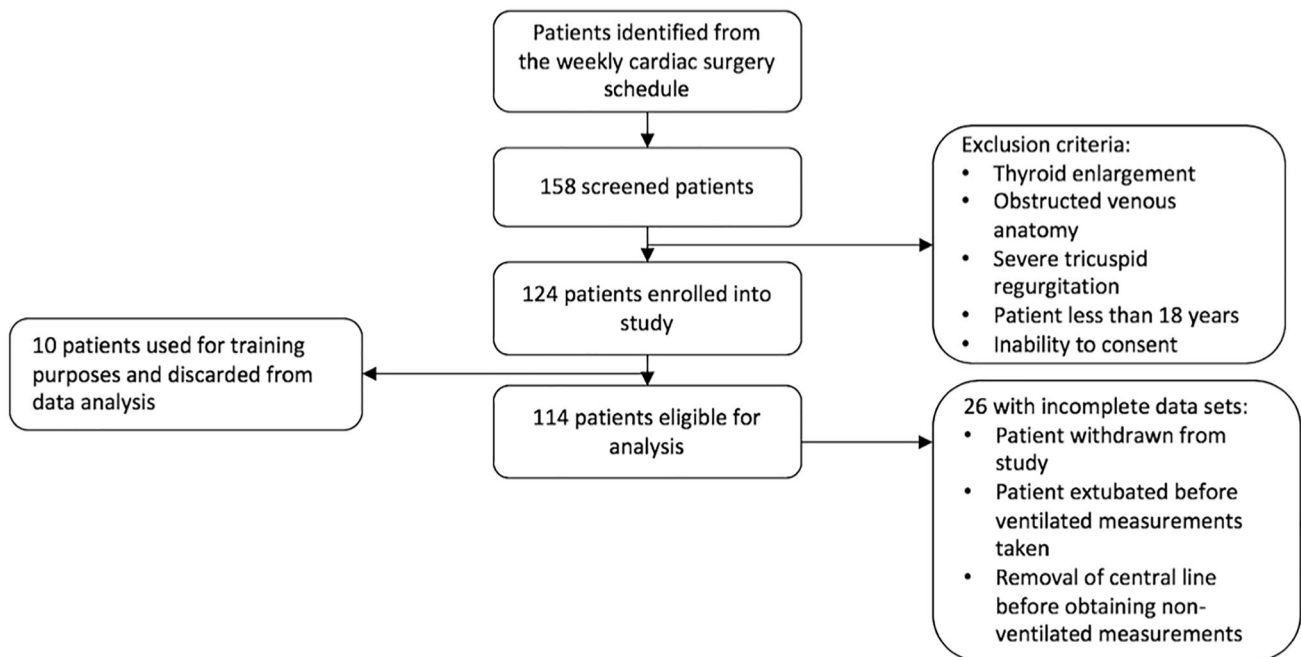 Patients identified from
the weekly cardiac surgery
schedule
158 screened patients
Exclusion criteria:
• Thyroid enlargement
• Obstructed venous
anatomy
• Severe tricuspid
regurgitation
• Patient less than 18 years
• Inability to consent
124 patients enrolled into
study
10 patients used for training
purposes and discarded from
data analysis
114 patients eligible for
analysis
26 with incomplete data sets:
• Patient withdrawn from
study
• Patient extubated before
ventilated measurements
taken
• Removal of central line
before obtaining non-
ventilated measurements